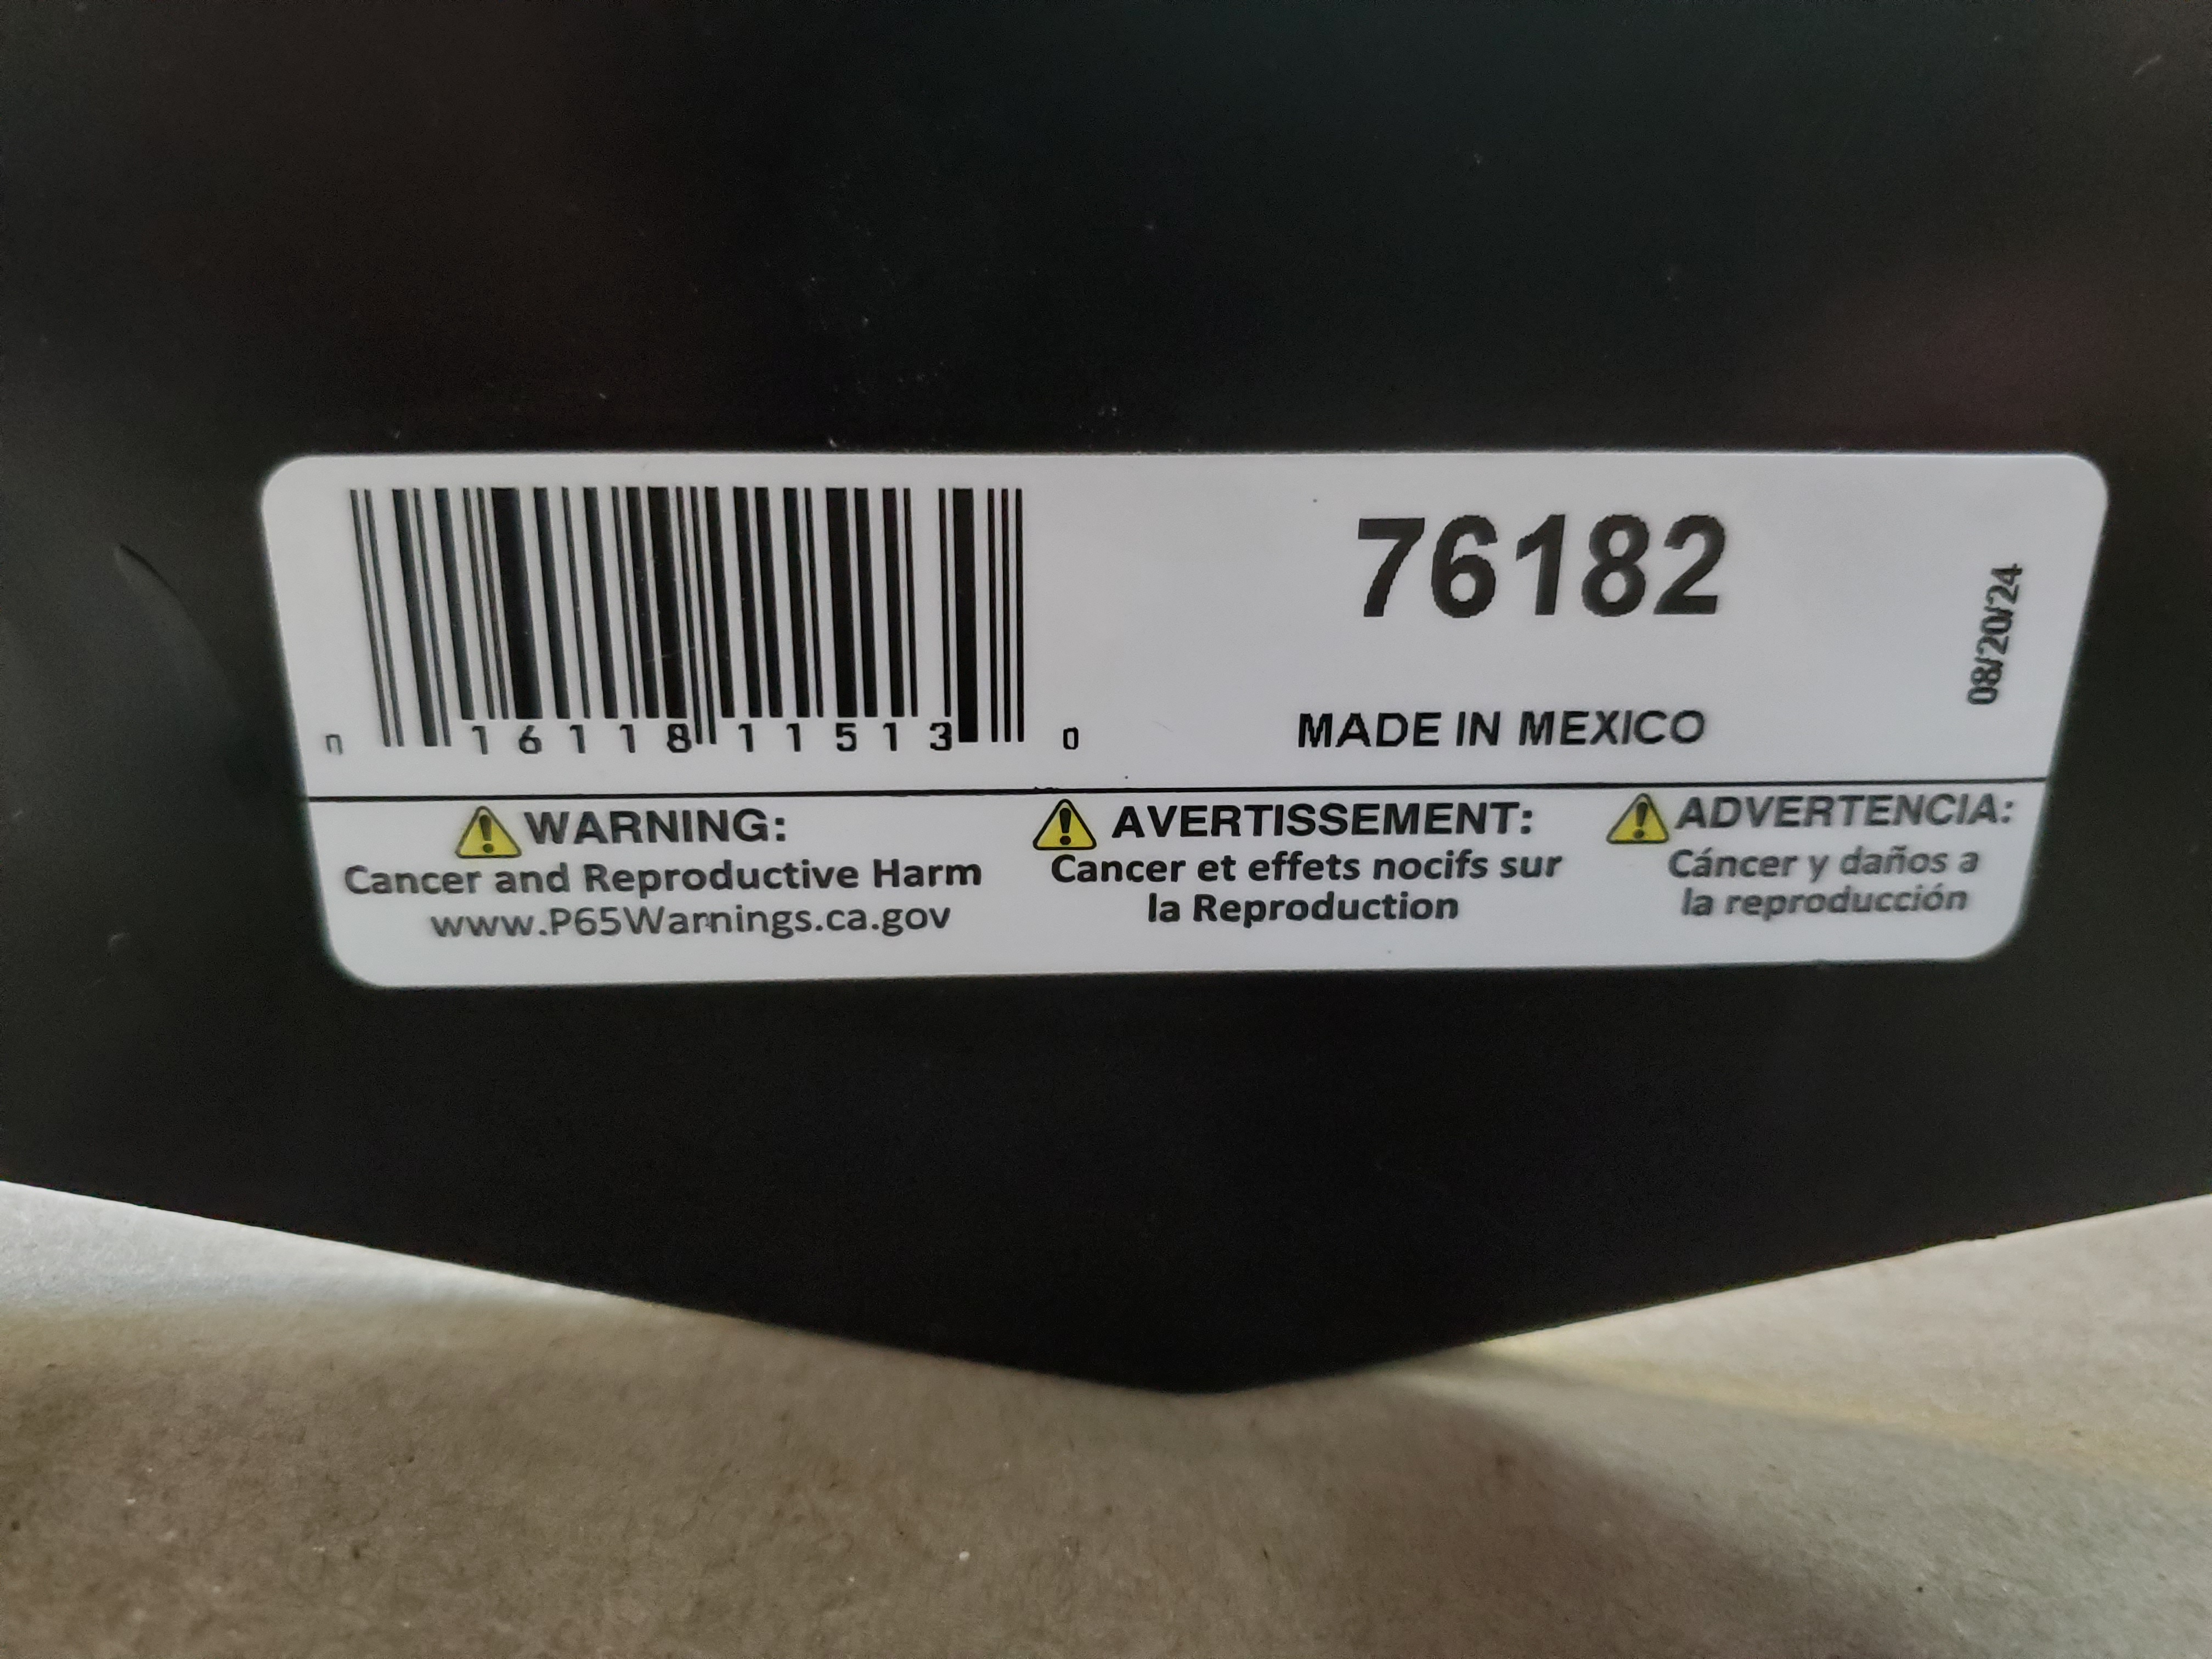 76182
08/20/24
0 16118 11513 0
MADE IN MEXICO
WARNING:
Cancer and Reproductive Harm
www.P65Warnings.ca.gov
AVERTISSEMENT:
Cancer et effets nocifs sur
la Reproduction
ADVERTENCIA:
Cáncer y daños a
la reproducción